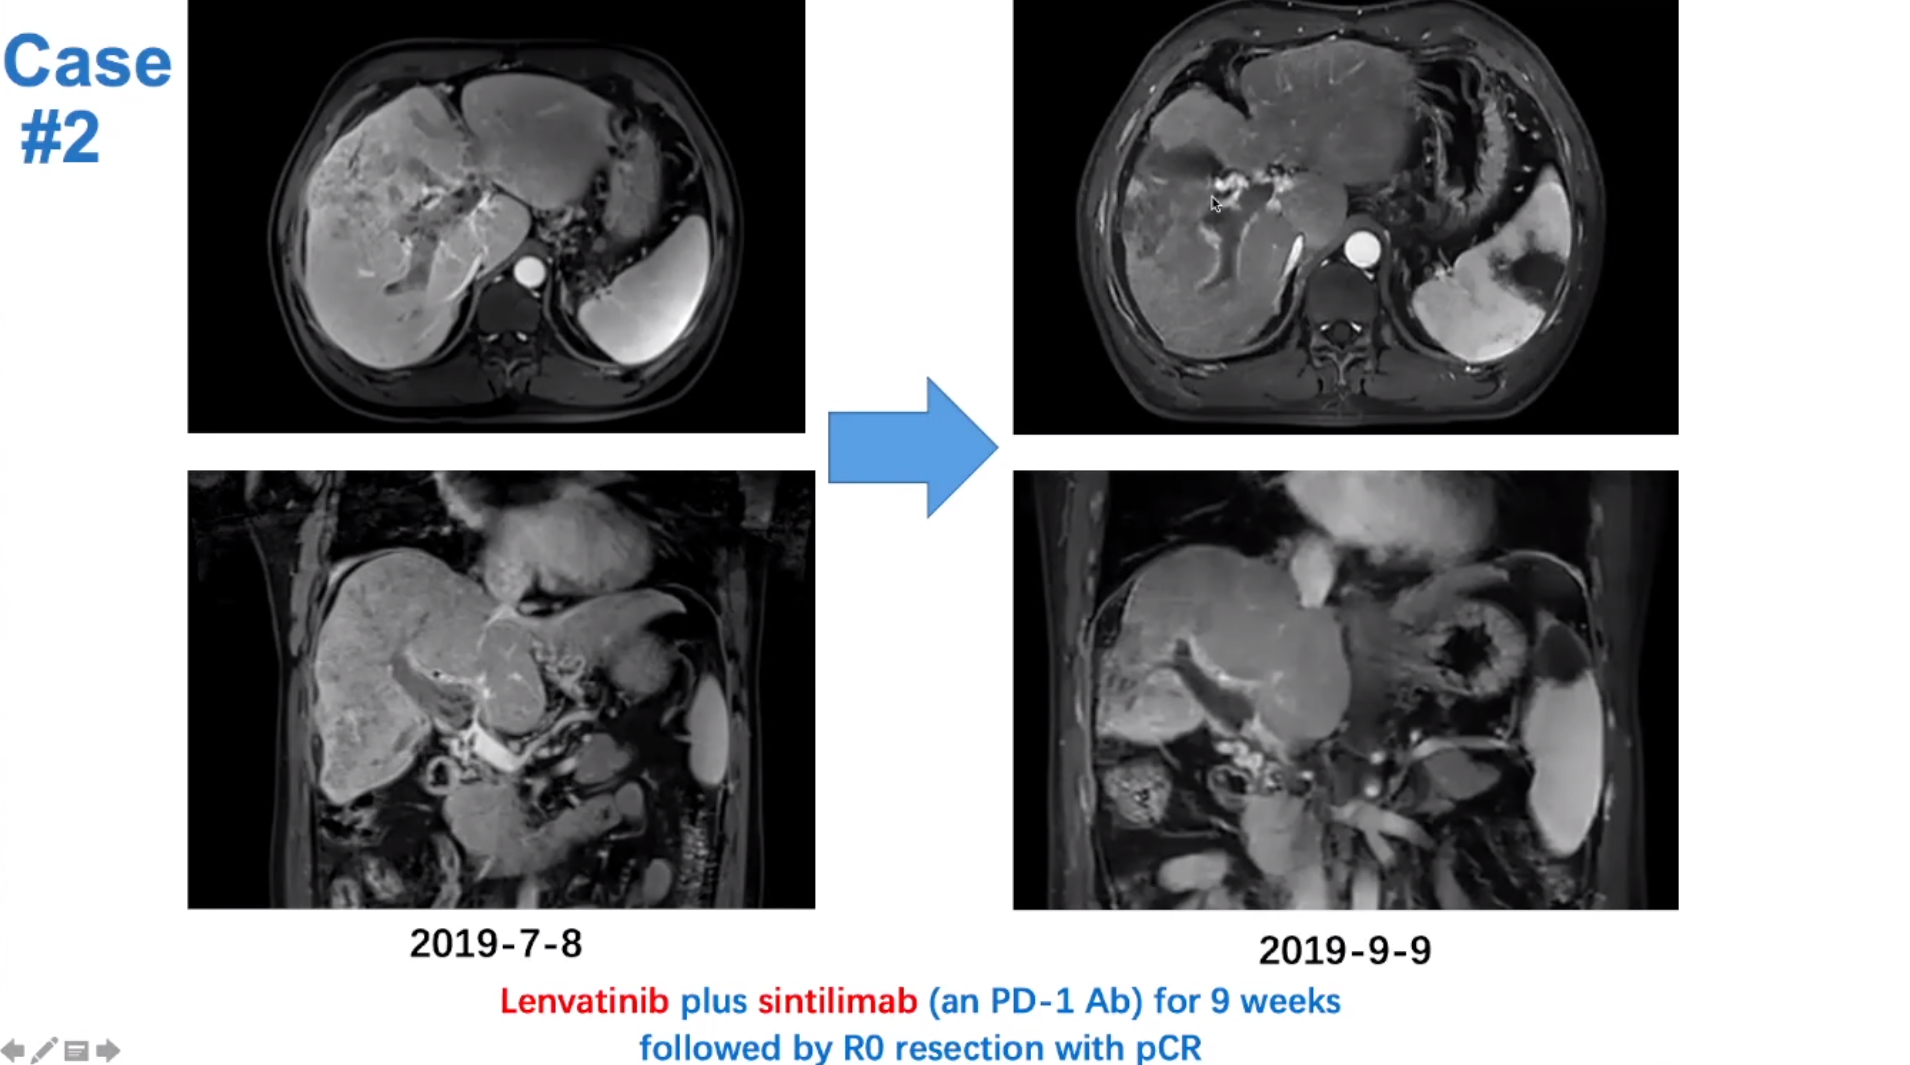 Case
#2
2019-7-8
2019-9-9
Lenvatinib plus sintilimab (an PD-1 Ab) for 9 weeks
followed by R0 resection with pCR